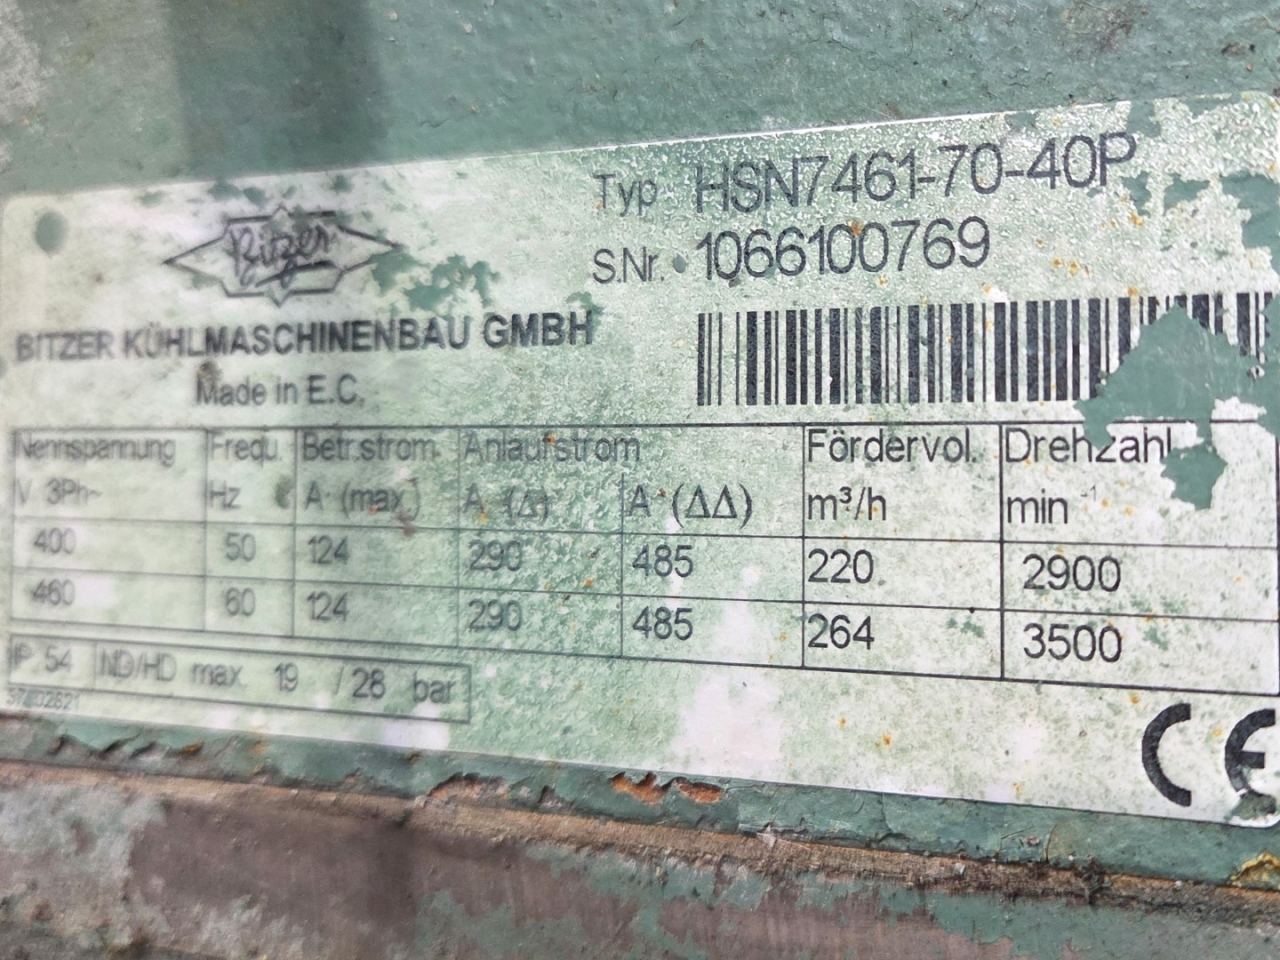 Typ HSN7461-70-40P
Bitzer
S.Nr. 1066100769
BITZER KÜHLMASCHINENBAU GMBH
Made in E.C.
Nennspannung Frequ. Betr.strom Anlaufstrom Fördervol. Drehzahl
V 3Ph~ Hz A (max.) A (Δ) A (ΔΔ) m³/h min⁻¹
400 50 124 290 485 220 2900
460 60 124 290 485 264 3500
IP 54 ND/HD max. 19 / 28 bar
CE